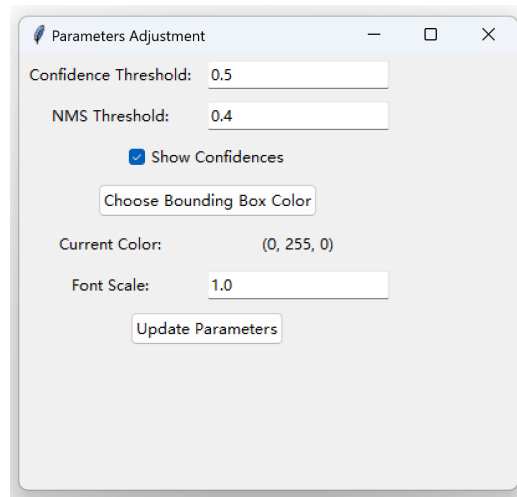 Parameters Adjustment
Confidence Threshold: 0.5
NMS Threshold: 0.4
Show Confidences
Choose Bounding Box Color
Current Color: (0, 255, 0)
Font Scale: 1.0
Update Parameters